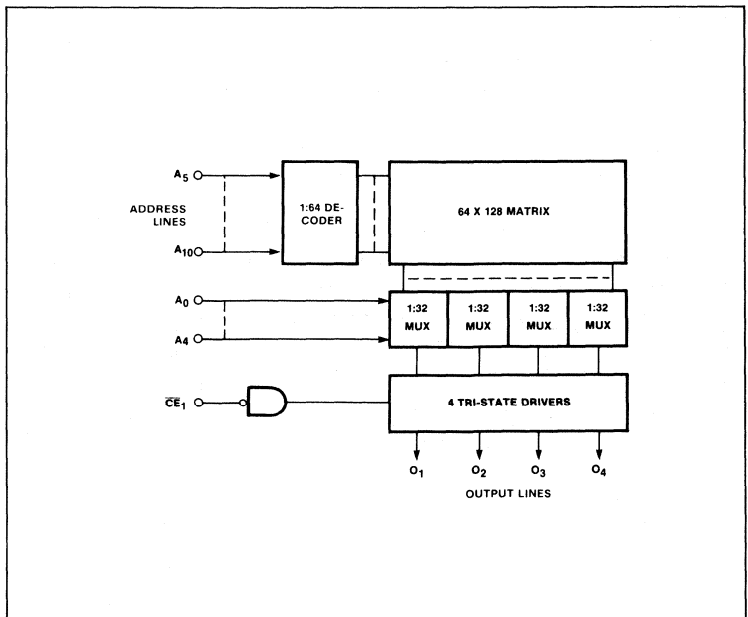 A5
ADDRESS
LINES
A10
1:64 DE-
CODER
64 X 128 MATRIX
A0
A4
1:32
MUX
1:32
MUX
1:32
MUX
1:32
MUX
CE1
4 TRI-STATE DRIVERS
O1 O2 O3 O4
OUTPUT LINES